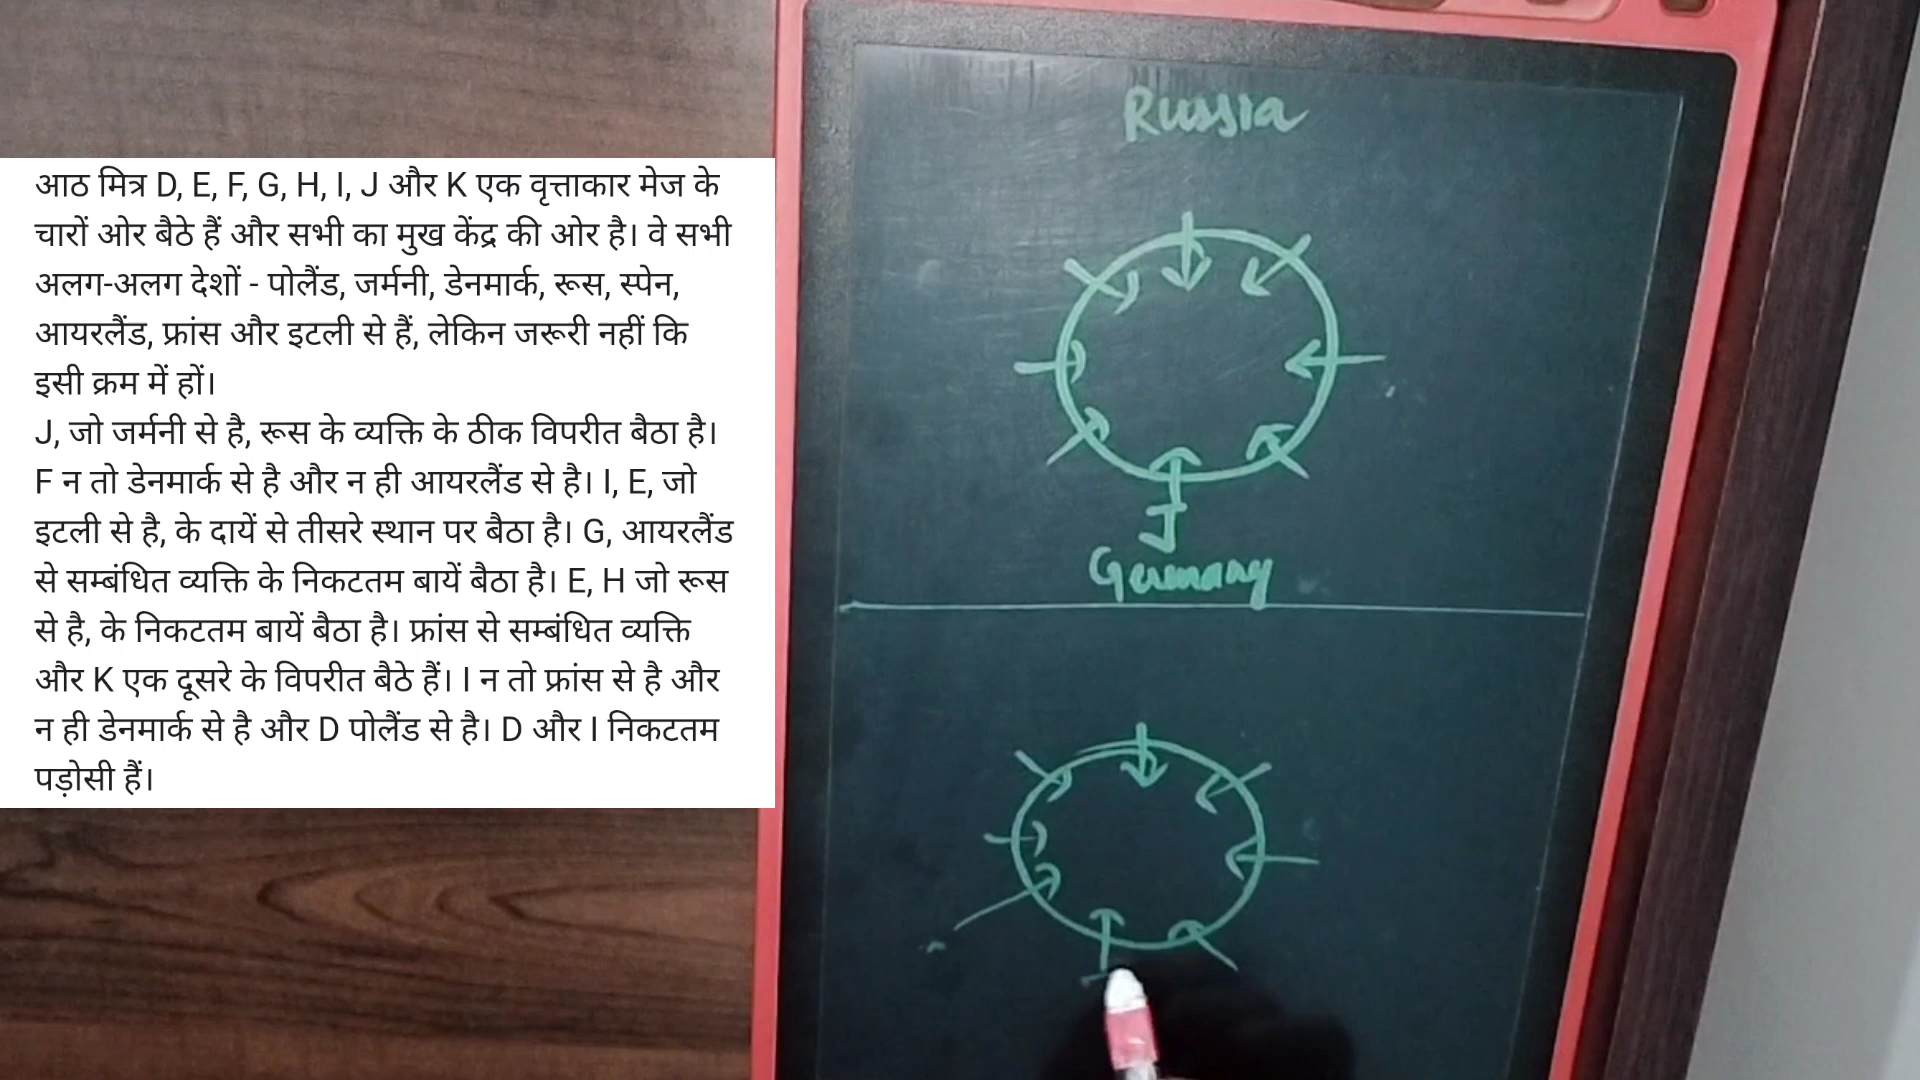 आठ मित्र D, E, F, G, H, I, J और K एक वृत्ताकार मेज के
चारों ओर बैठे हैं और सभी का मुख केंद्र की ओर है। वे सभी
अलग-अलग देशों - पोलैंड, जर्मनी, डेनमार्क, रूस, स्पेन,
आयरलैंड, फ्रांस और इटली से हैं, लेकिन जरूरी नहीं कि
इसी क्रम में हों।
J, जो जर्मनी से है, रूस के व्यक्ति के ठीक विपरीत बैठा है।
F न तो डेनमार्क से है और न ही आयरलैंड से है। I, E, जो
इटली से है, के दायें से तीसरे स्थान पर बैठा है। G, आयरलैंड
से सम्बंधित व्यक्ति के निकटतम बायें बैठा है। E, H जो रूस
से है, के निकटतम बायें बैठा है। फ्रांस से सम्बंधित व्यक्ति
और K एक दूसरे के विपरीत बैठे हैं। I न तो फ्रांस से है और
न ही डेनमार्क से है और D पोलैंड से है। D और I निकटतम
पड़ोसी हैं।
Russia
J
Germany